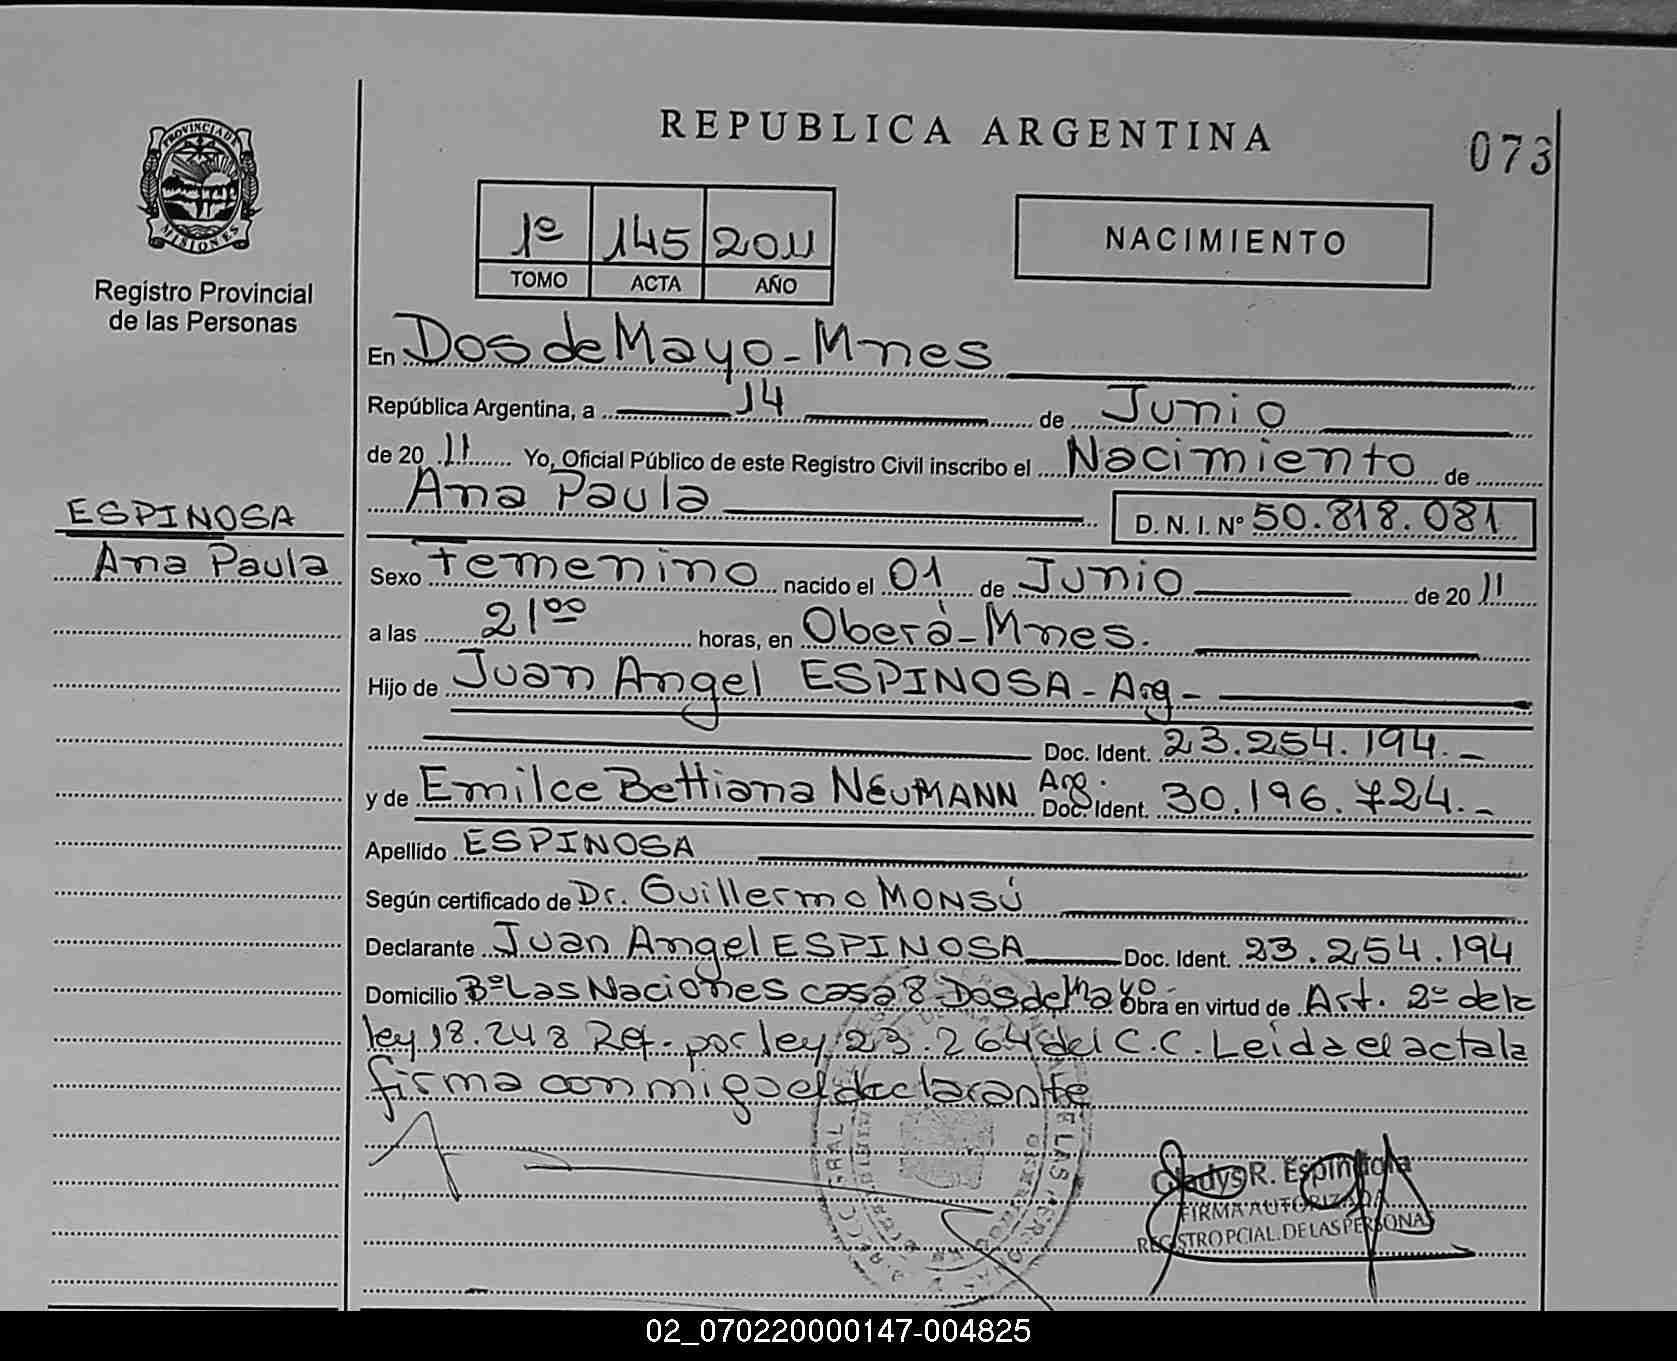 REPUBLICA ARGENTINA
073
PROVINCIA DE
MISIONES
Registro Provincial
de las Personas
1º 145 2011
TOMO ACTA AÑO
NACIMIENTO
En Dos de Mayo - Mnes
República Argentina, a 14 de Junio
de 2011 Yo, Oficial Público de este Registro Civil inscribo el Nacimiento de
Ana Paula D. N. I. Nº 50.818.081
ESPINOSA
Ana Paula
Sexo Femenino nacido el 01 de Junio de 2011
a las 21 00 horas, en Oberá - Mnes.
Hijo de Juan Angel ESPINOSA - Arg -
Doc. Ident. 23.254.194. -
y de Emilce Bettiana NEUMANN Arg. Doc. Ident. 30.196.724. -
Apellido ESPINOSA
Según certificado de Dr. Guillermo MONSÚ
Declarante Juan Angel ESPINOSA Doc. Ident. 23.254.194
Domicilio Bº Las Naciones casa 8 Dos de Mayo - Obra en virtud de Art. 2º de la
ley 18.248 Ref. por ley 23.264 del C.C. Leida el acta la
firma conmigo el declarante
Gladys R. Espindola
FIRMA AUTORIZADA
REGISTRO PCIAL. DE LAS PERSONAS
02_070220000147-004825